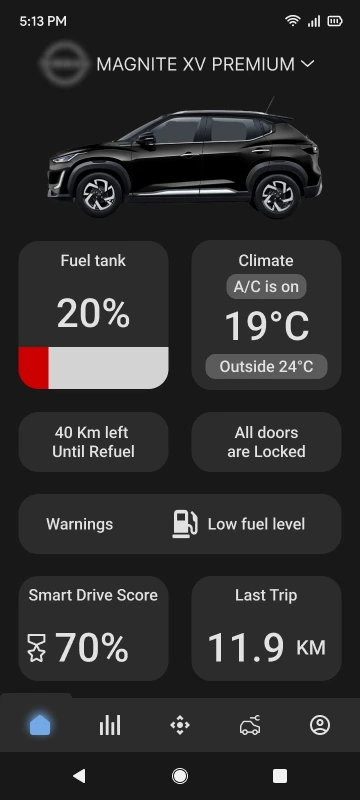 5:13 PM
MAGNITE XV PREMIUM
Fuel tank
20%
Climate
A/C is on
19°C
Outside 24°C
40 Km left
Until Refuel
All doors
are Locked
Warnings
Low fuel level
Smart Drive Score
70%
Last Trip
11.9 KM